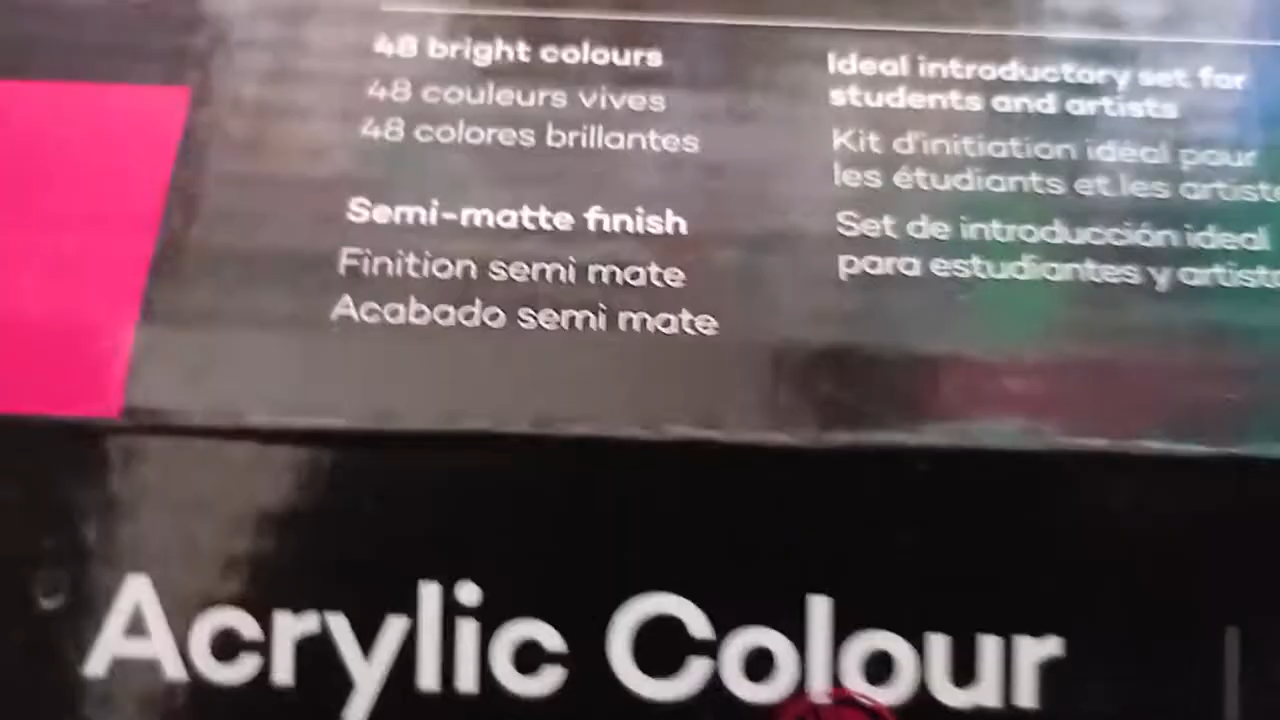 48 bright colours
48 couleurs vives
48 colores brillantes
Semi-matte finish
Finition semi mate
Acabado semi mate
Ideal introductory set for
students and artists
Kit d'initiation idéal pour
les étudiants et les
Set de introducción ideal
para estudiantes y
Acrylic Colour